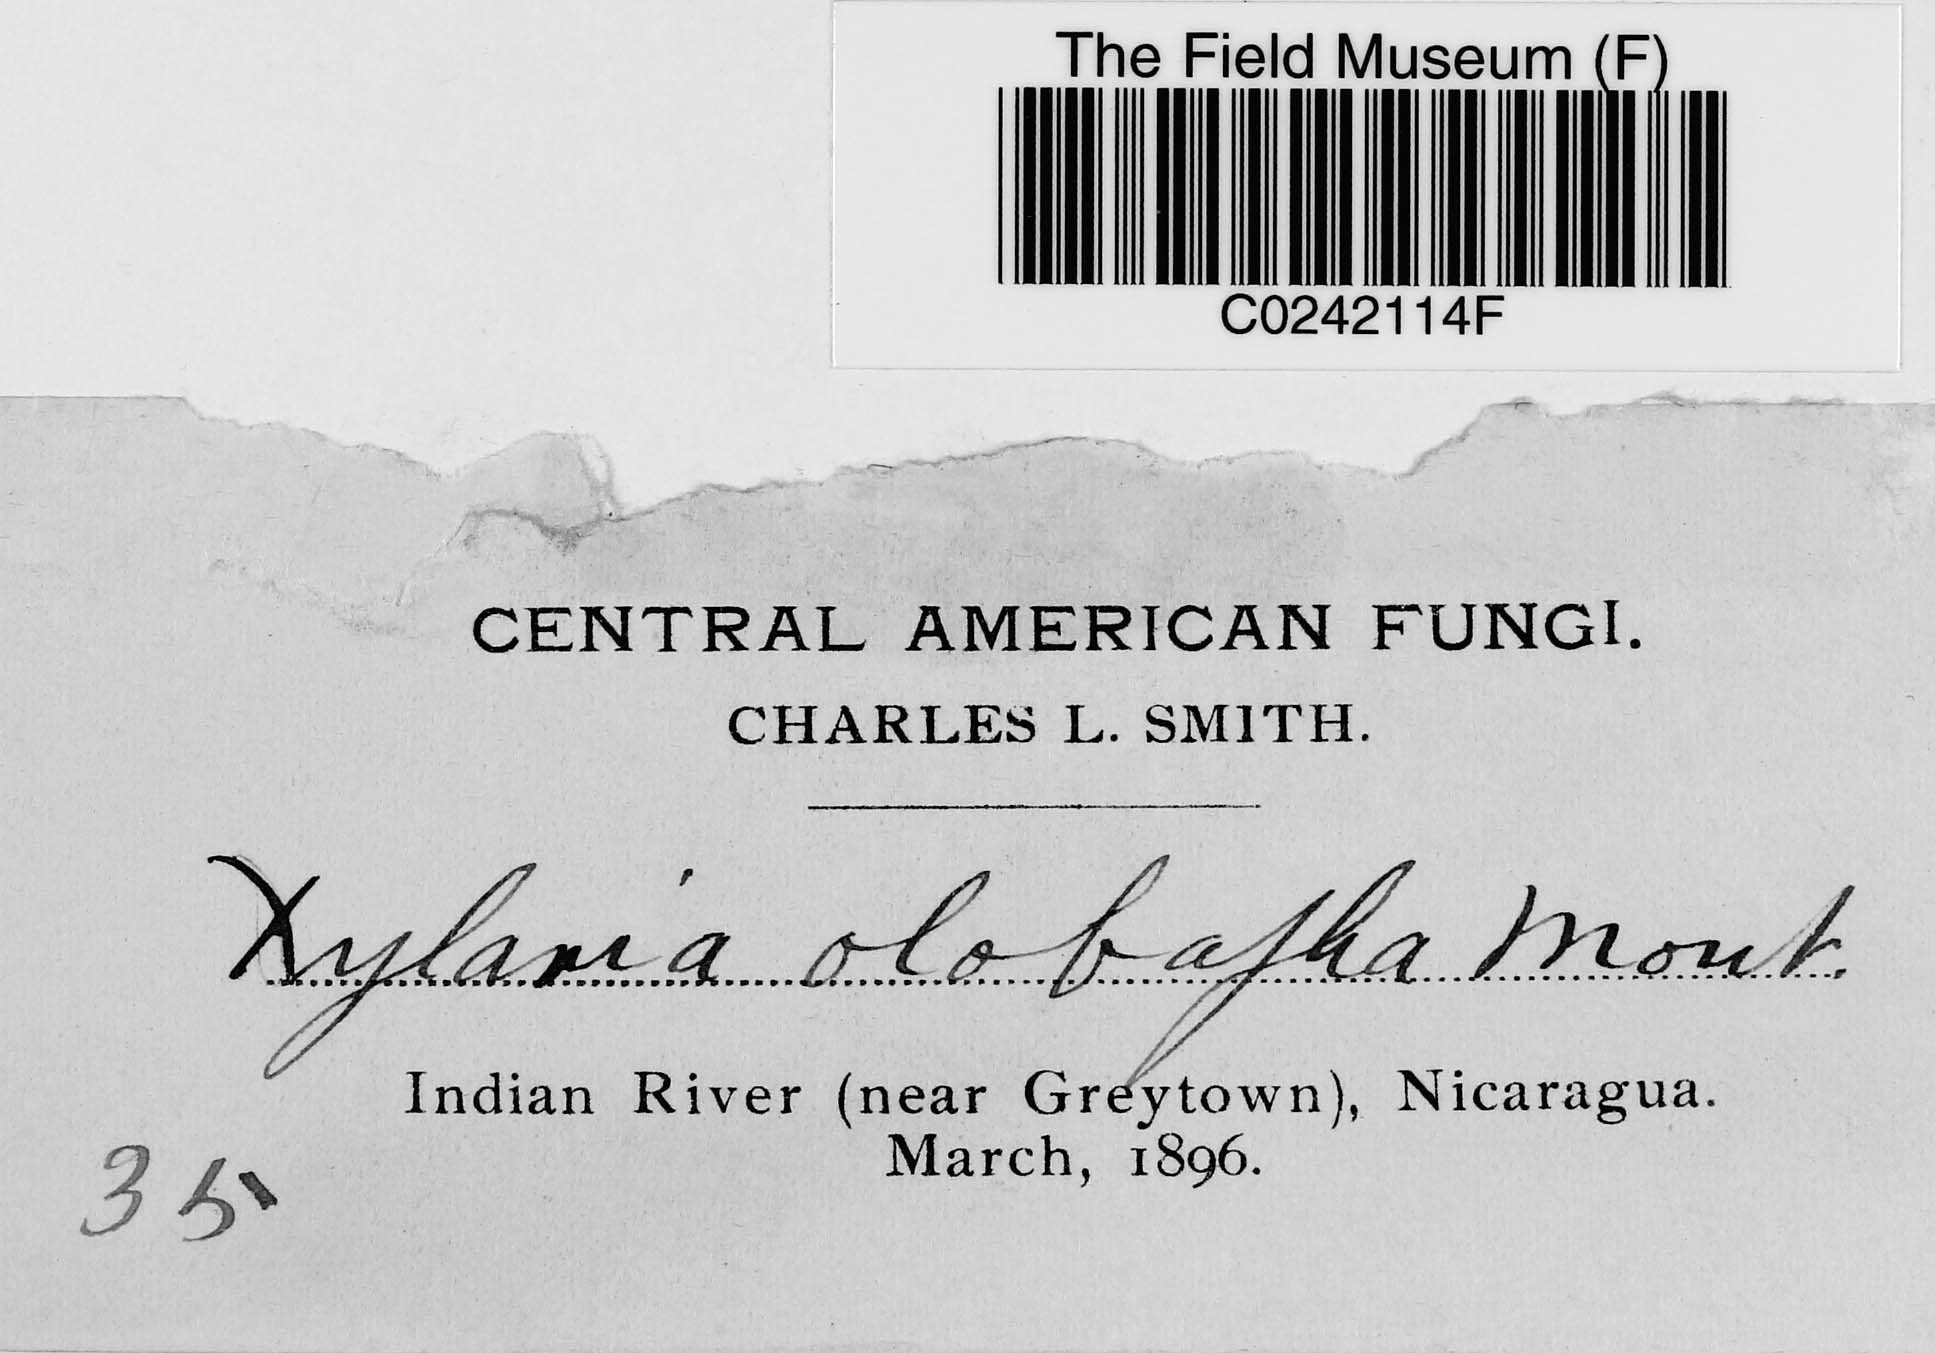 The Field Museum (F)
C0242114F
CENTRAL AMERICAN FUNGI.
CHARLES L. SMITH.
Xylaria olobapha Mont.
Indian River (near Greytown), Nicaragua.
March, 1896.
35